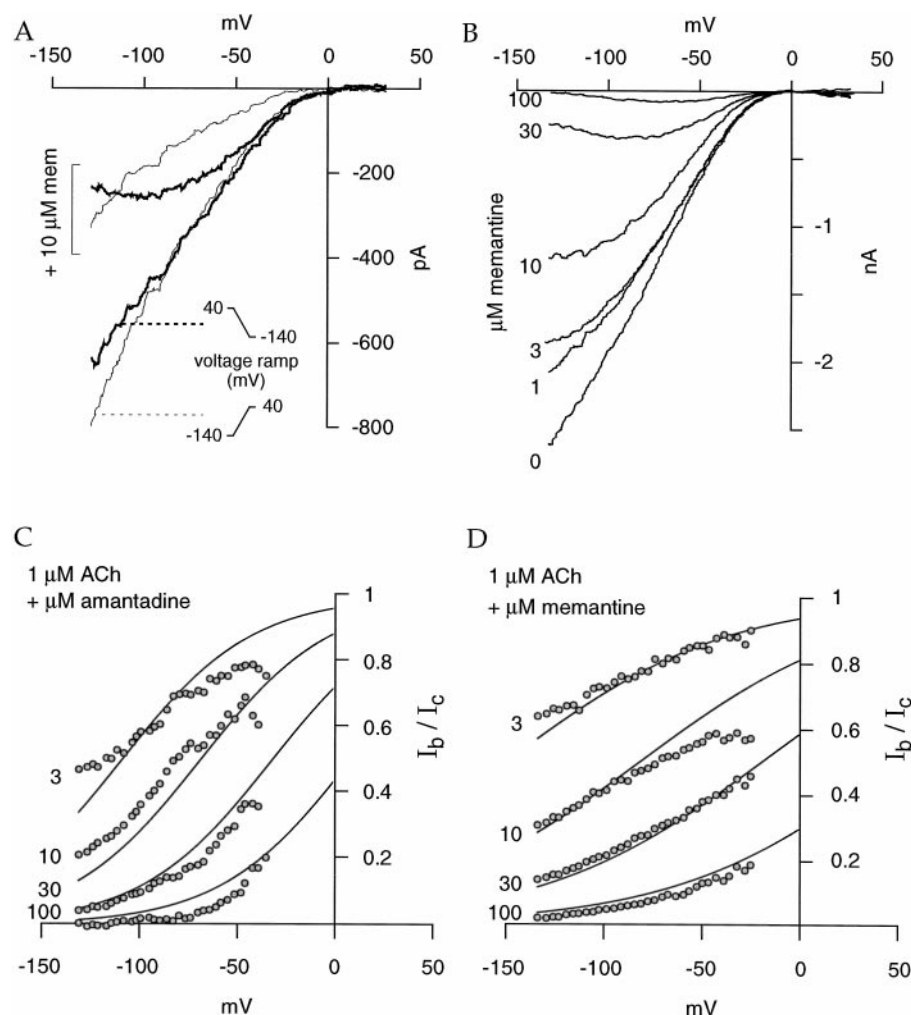 A
mV
-150
-100
-50
0
50
-200
-400
-600
-800
pA
+ 10 µM mem
40
-140
voltage ramp
(mV)
40
-140
B
mV
-150
-100
-50
0
50
-1
-2
nA
µM memantine
100
30
10
3
1
0
C
1 µM ACh
+ µM amantadine
1
0.8
0.6
0.4
0.2
Ib / Ic
3
10
30
100
-150
-100
-50
0
50
mV
D
1 µM ACh
+ µM memantine
1
0.8
0.6
0.4
0.2
Ib / Ic
3
10
30
100
-150
-100
-50
0
50
mV